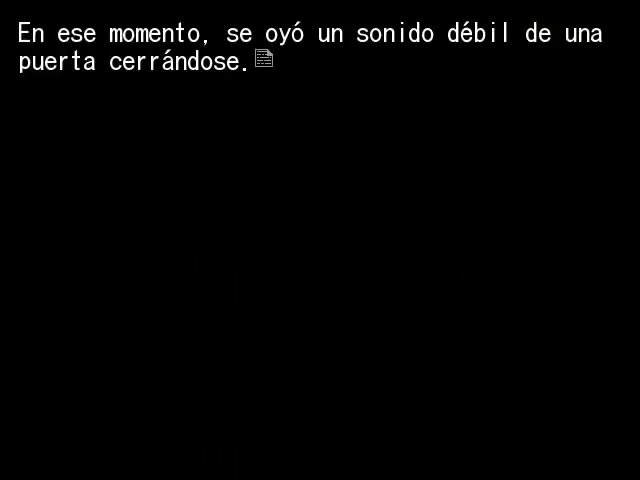 En ese momento, se oyó un sonido débil de una
puerta cerrándose.